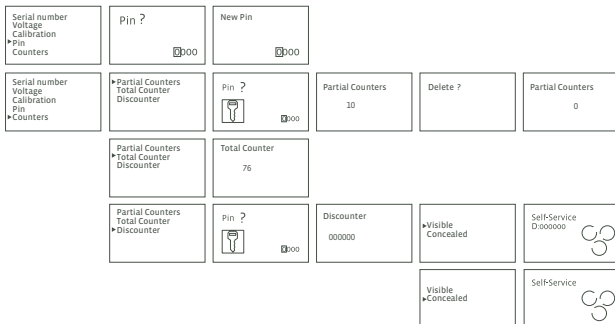 Serial number
Voltage
Calibration
Pin
Counters
Pin ?
0000
New Pin
0000
Serial number
Voltage
Calibration
Pin
Counters
Partial Counters
Total Counter
Discounter
Pin ?
0000
Partial Counters
10
Delete ?
Partial Counters
0
Partial Counters
Total Counter
Discounter
Total Counter
76
Partial Counters
Total Counter
Discounter
Pin ?
0000
Discounter
000000
Visible
Concealed
Self-Service
D:000000
Visible
Concealed
Self-Service